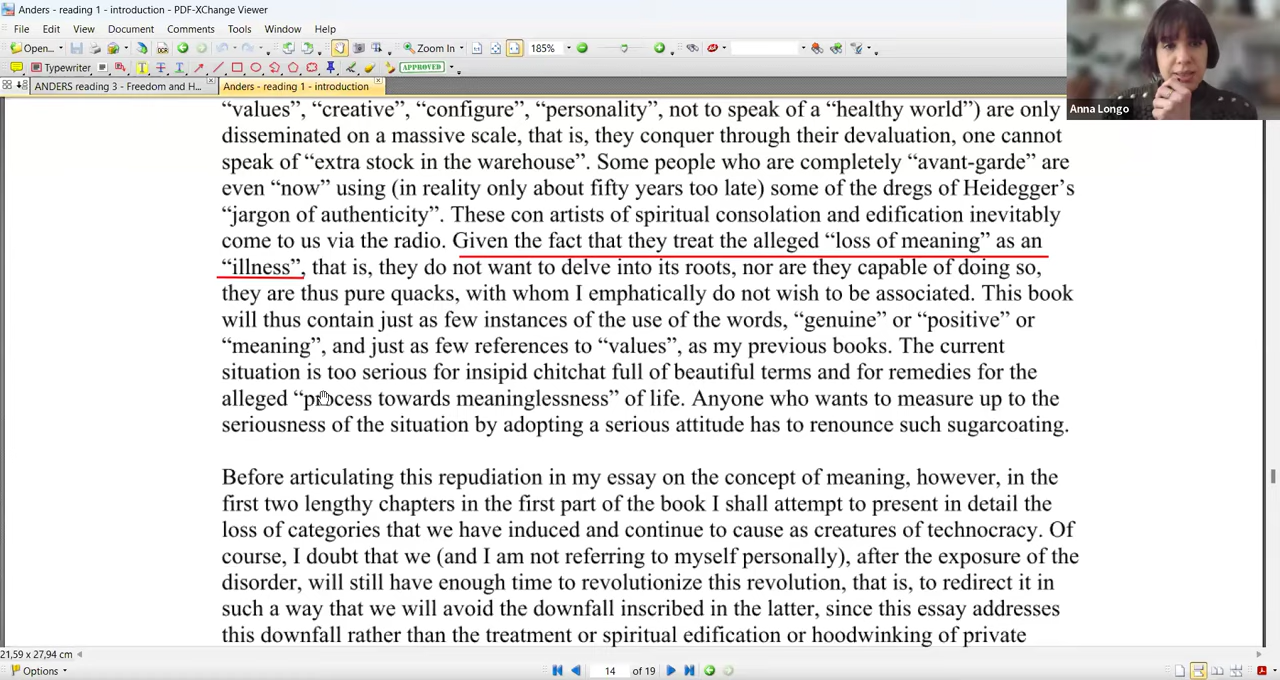 Anders - reading 1 - introduction - PDF-XChange Viewer
File Edit View Document Comments Tools Window Help
Open... Zoom In 185%
Typewriter APPROVED
ANDERS reading 3 - Freedom and H... Anders - reading 1 - introduction
Anna Longo
“values”, “creative”, “configure”, “personality”, not to speak of a “healthy world”) are only
disseminated on a massive scale, that is, they conquer through their devaluation, one cannot
speak of “extra stock in the warehouse”. Some people who are completely “avant-garde” are
even “now” using (in reality only about fifty years too late) some of the dregs of Heidegger’s
“jargon of authenticity”. These con artists of spiritual consolation and edification inevitably
come to us via the radio. Given the fact that they treat the alleged “loss of meaning” as an
“illness”, that is, they do not want to delve into its roots, nor are they capable of doing so,
they are thus pure quacks, with whom I emphatically do not wish to be associated. This book
will thus contain just as few instances of the use of the words, “genuine” or “positive” or
“meaning”, and just as few references to “values”, as my previous books. The current
situation is too serious for insipid chitchat full of beautiful terms and for remedies for the
alleged “process towards meaninglessness” of life. Anyone who wants to measure up to the
seriousness of the situation by adopting a serious attitude has to renounce such sugarcoating.
Before articulating this repudiation in my essay on the concept of meaning, however, in the
first two lengthy chapters in the first part of the book I shall attempt to present in detail the
loss of categories that we have induced and continue to cause as creatures of technocracy. Of
course, I doubt that we (and I am not referring to myself personally), after the exposure of the
disorder, will still have enough time to revolutionize this revolution, that is, to redirect it in
such a way that we will avoid the downfall inscribed in the latter, since this essay addresses
this downfall rather than the treatment or spiritual edification or hoodwinking of private
21,59 x 27,94 cm
Options 14 of 19